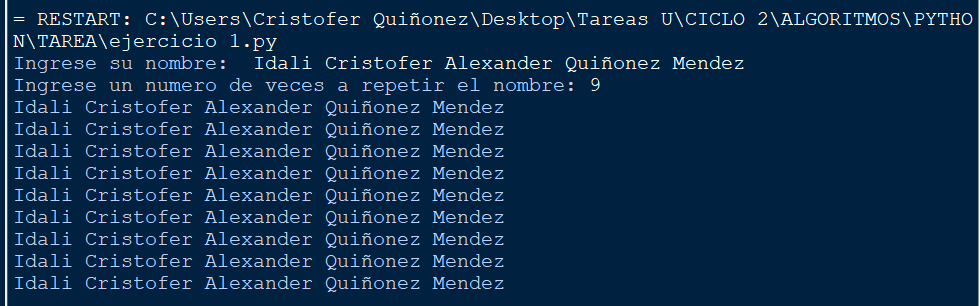 = RESTART: C:\Users\Cristofer Quiñonez\Desktop\Tareas U\CICLO 2\ALGORITMOS\PYTHO
N\TAREA\ejercicio 1.py
Ingrese su nombre:  Idali Cristofer Alexander Quiñonez Mendez
Ingrese un numero de veces a repetir el nombre: 9
Idali Cristofer Alexander Quiñonez Mendez
Idali Cristofer Alexander Quiñonez Mendez
Idali Cristofer Alexander Quiñonez Mendez
Idali Cristofer Alexander Quiñonez Mendez
Idali Cristofer Alexander Quiñonez Mendez
Idali Cristofer Alexander Quiñonez Mendez
Idali Cristofer Alexander Quiñonez Mendez
Idali Cristofer Alexander Quiñonez Mendez
Idali Cristofer Alexander Quiñonez Mendez